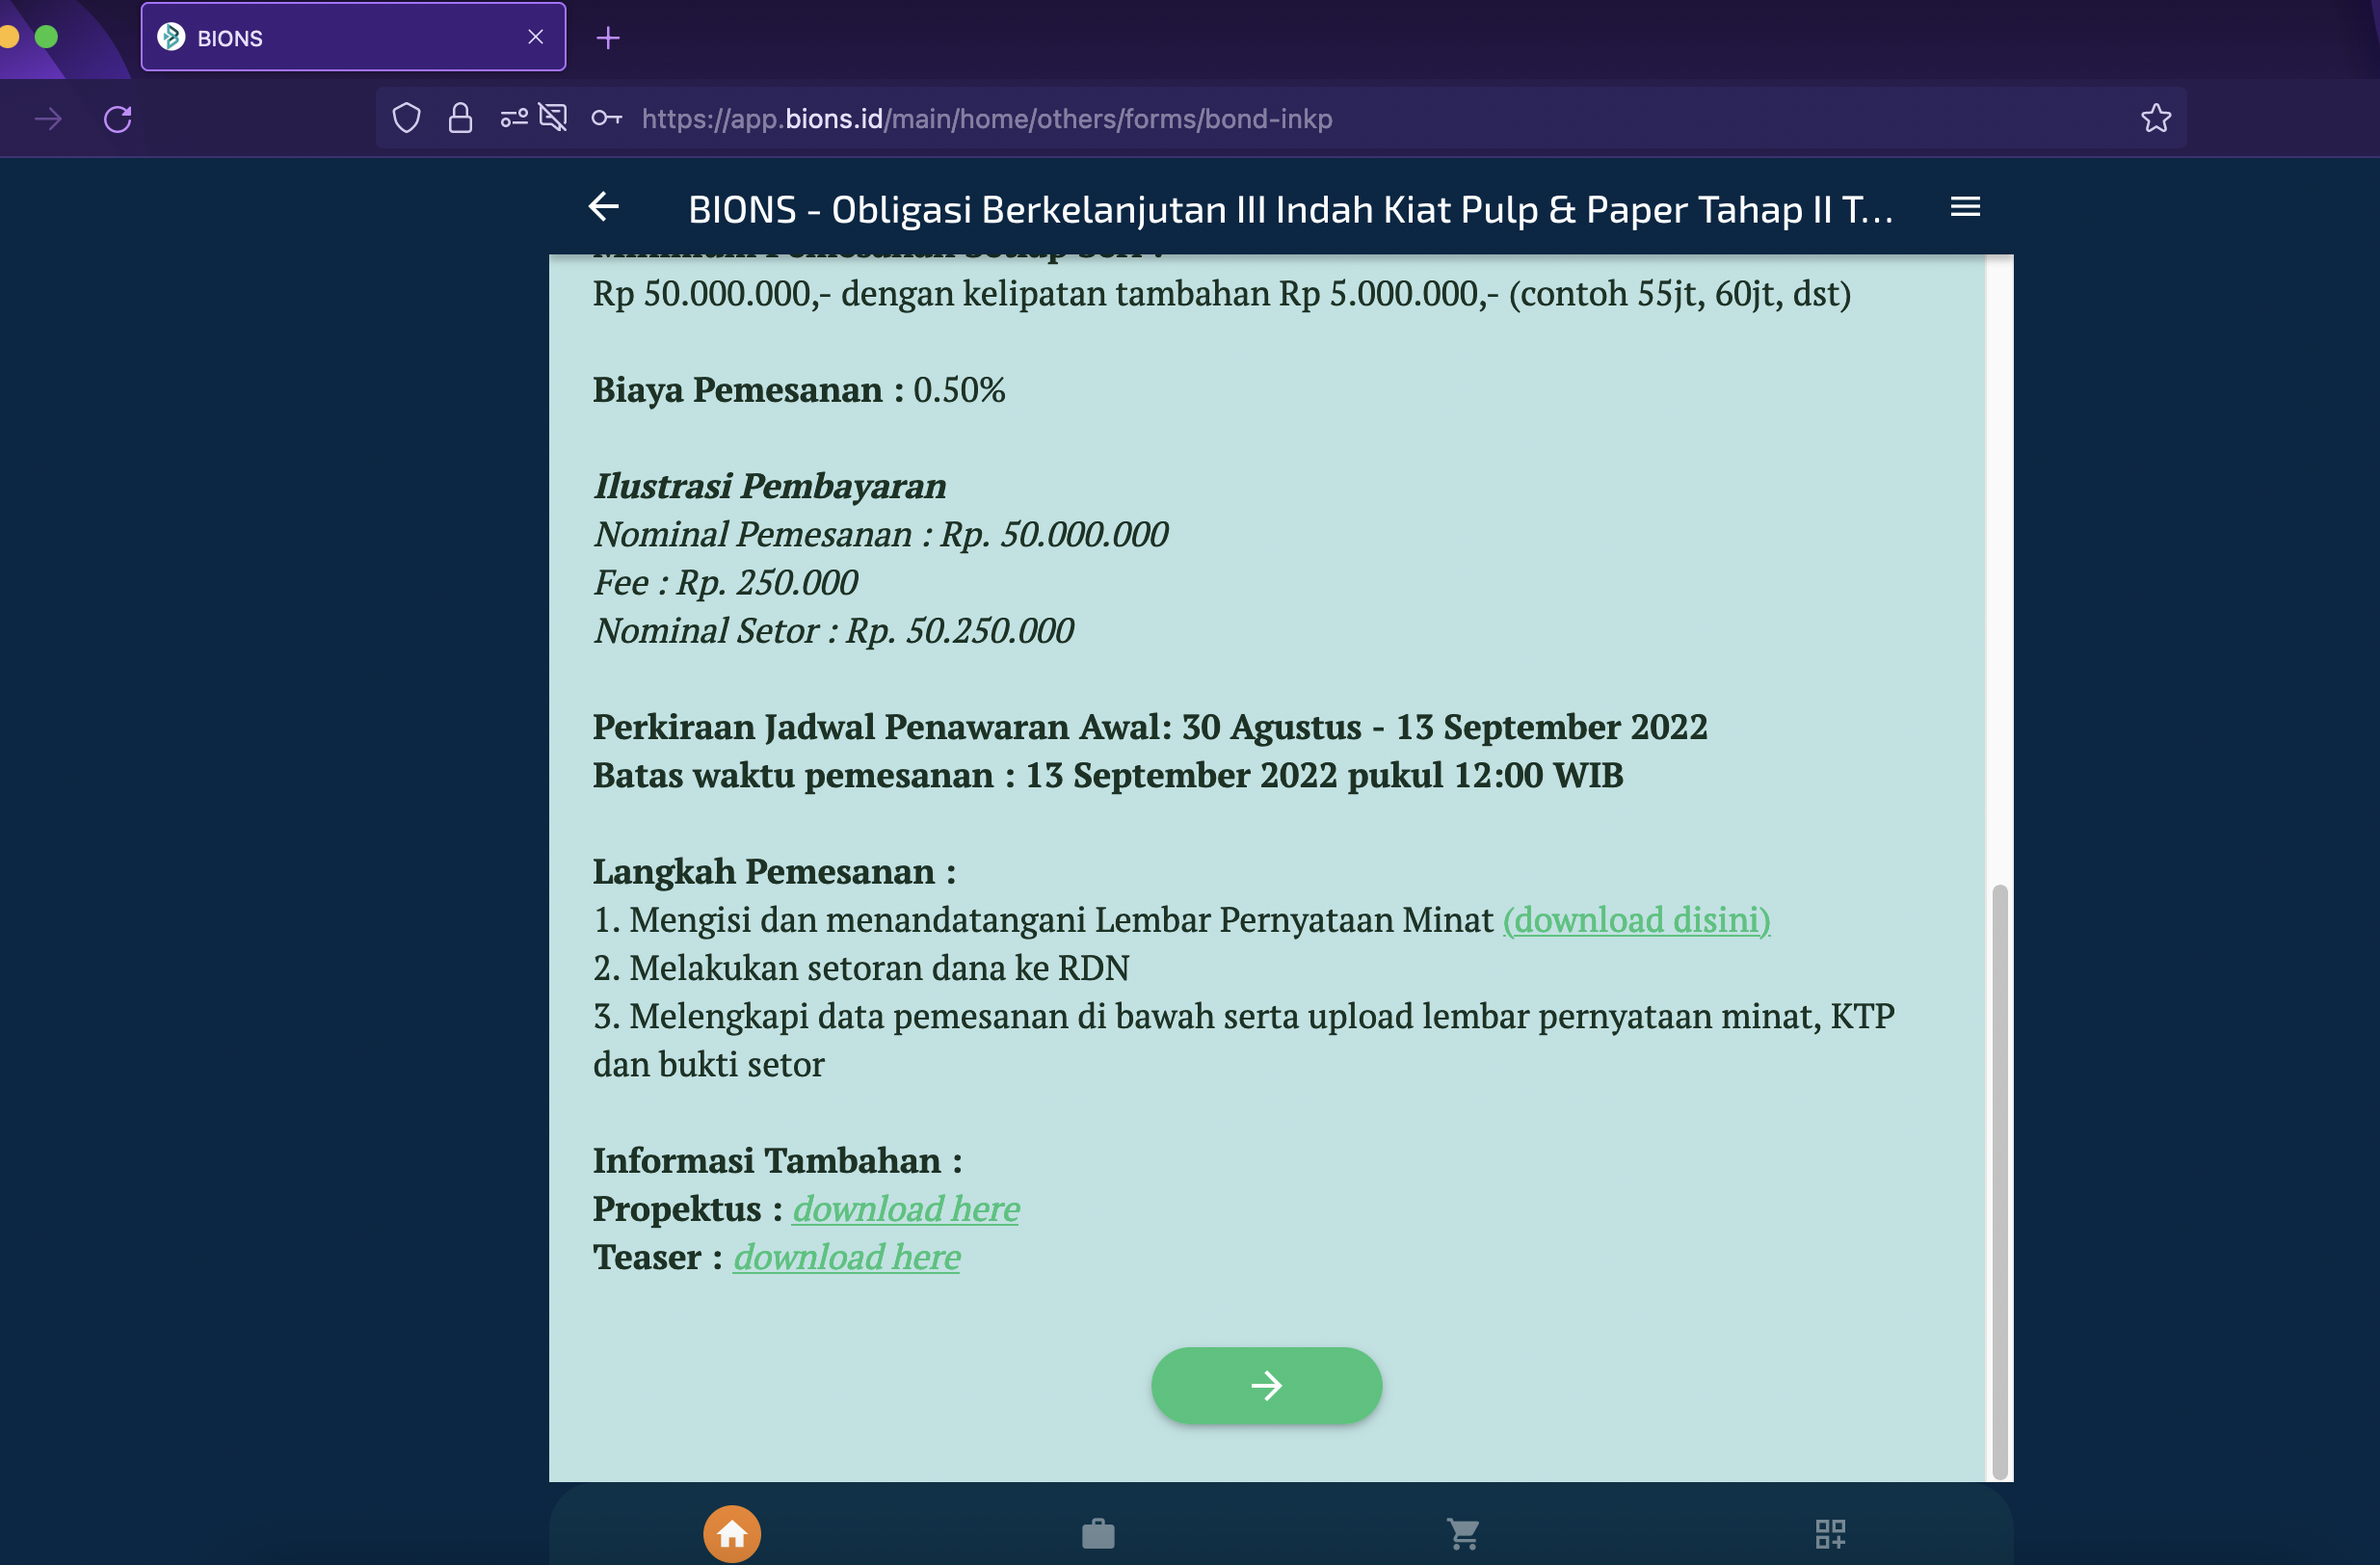 BIONS
https://app.bions.id/main/home/others/forms/bond-inkp
BIONS - Obligasi Berkelanjutan III Indah Kiat Pulp & Paper Tahap II T...
Minimum Pemesanan Setiap Seri :
Rp 50.000.000,- dengan kelipatan tambahan Rp 5.000.000,- (contoh 55jt, 60jt, dst)
Biaya Pemesanan : 0.50%
Ilustrasi Pembayaran
Nominal Pemesanan : Rp. 50.000.000
Fee : Rp. 250.000
Nominal Setor : Rp. 50.250.000
Perkiraan Jadwal Penawaran Awal: 30 Agustus - 13 September 2022
Batas waktu pemesanan : 13 September 2022 pukul 12:00 WIB
Langkah Pemesanan :
1. Mengisi dan menandatangani Lembar Pernyataan Minat (download disini)
2. Melakukan setoran dana ke RDN
3. Melengkapi data pemesanan di bawah serta upload lembar pernyataan minat, KTP
dan bukti setor
Informasi Tambahan :
Propektus : download here
Teaser : download here